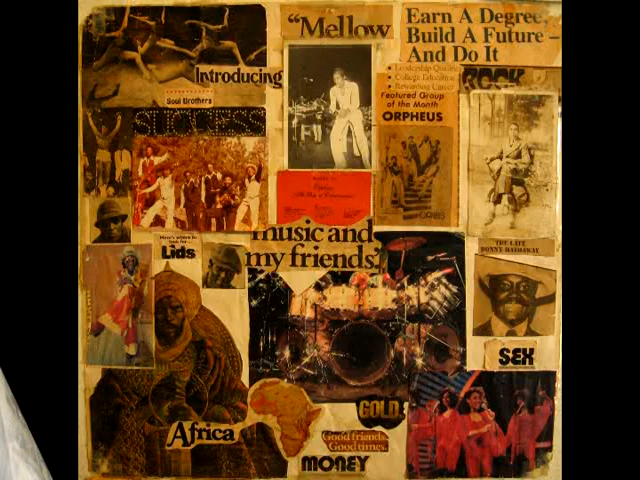 "Mellow
Earn A Degree,
Build A Future –
And Do It
Introducing
Soul Brothers
• Leadership
• College Education
• Rewarding Career
ROCK
Featured Group
of the Month
ORPHEUS
SUCCESS
music and
my friends.
Lids
THE LATE
DONNY HATHAWAY
SEX
GOLD
Africa
Good friends.
Good times.
MONEY